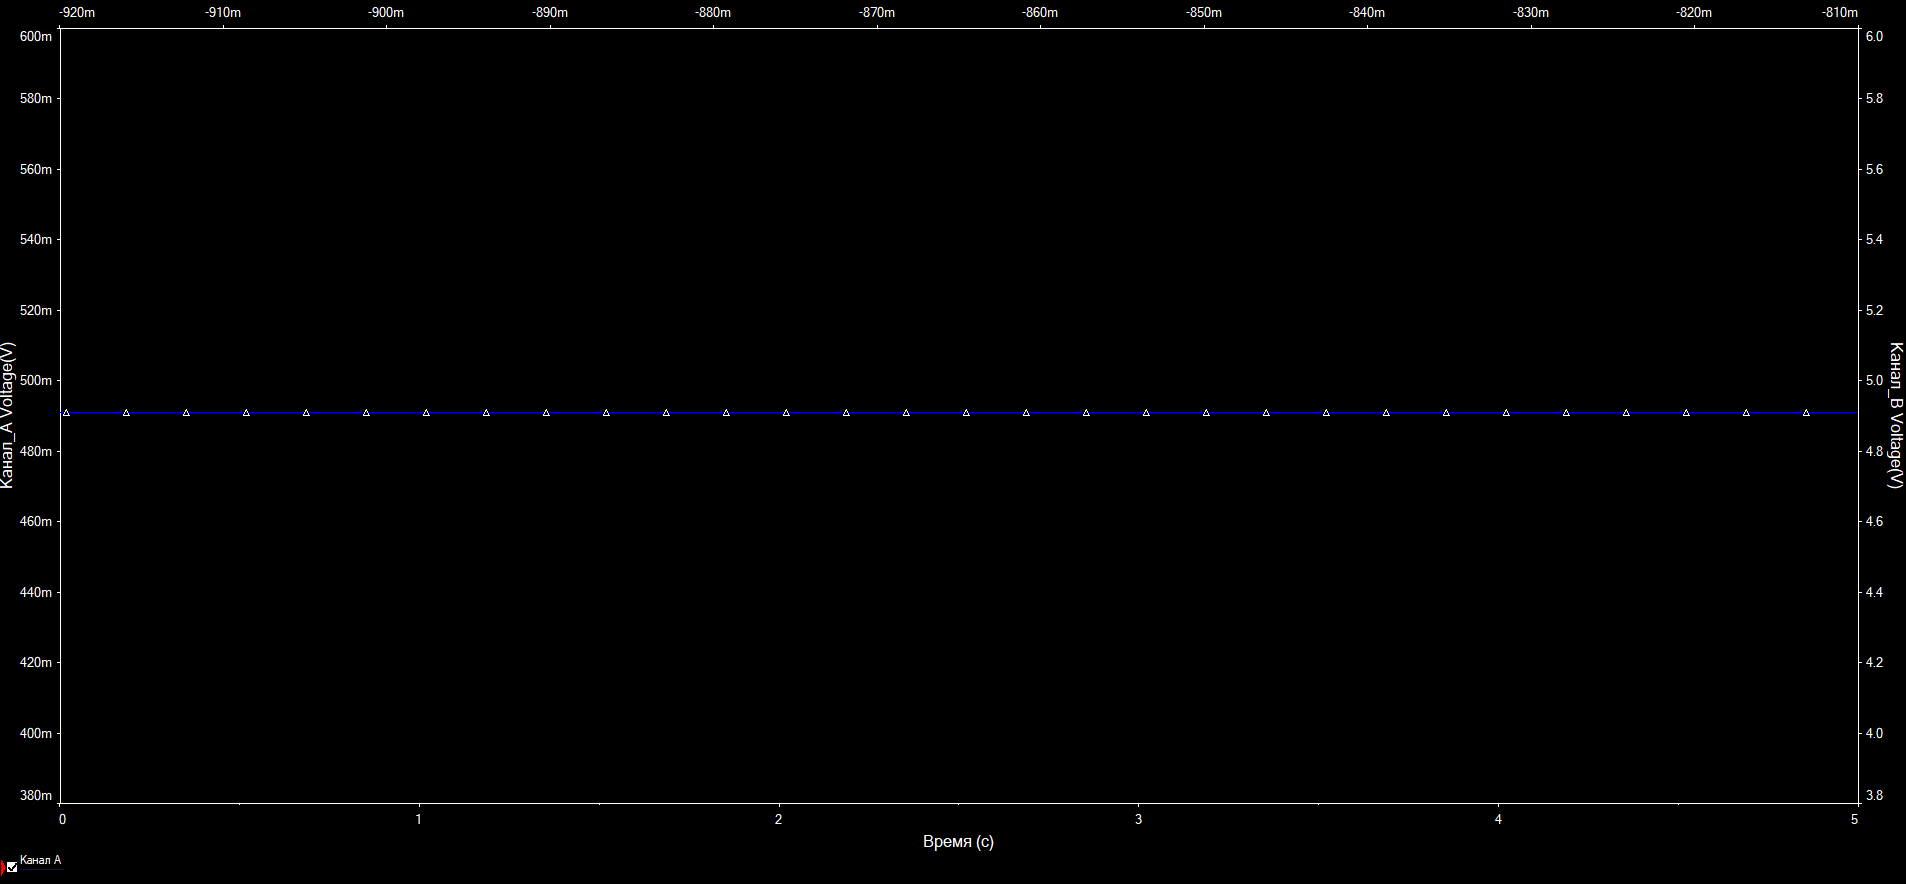 -920m -910m -900m -890m -880m -870m -860m -850m -840m -830m -820m -810m
600m 6.0
580m 5.8
560m 5.6
540m 5.4
520m 5.2
500m 5.0
480m 4.8
460m 4.6
440m 4.4
420m 4.2
400m 4.0
380m 3.8
Канал_A Voltage(V)
Канал_B Voltage(V)
0 1 2 3 4 5
Время (с)
Канал A